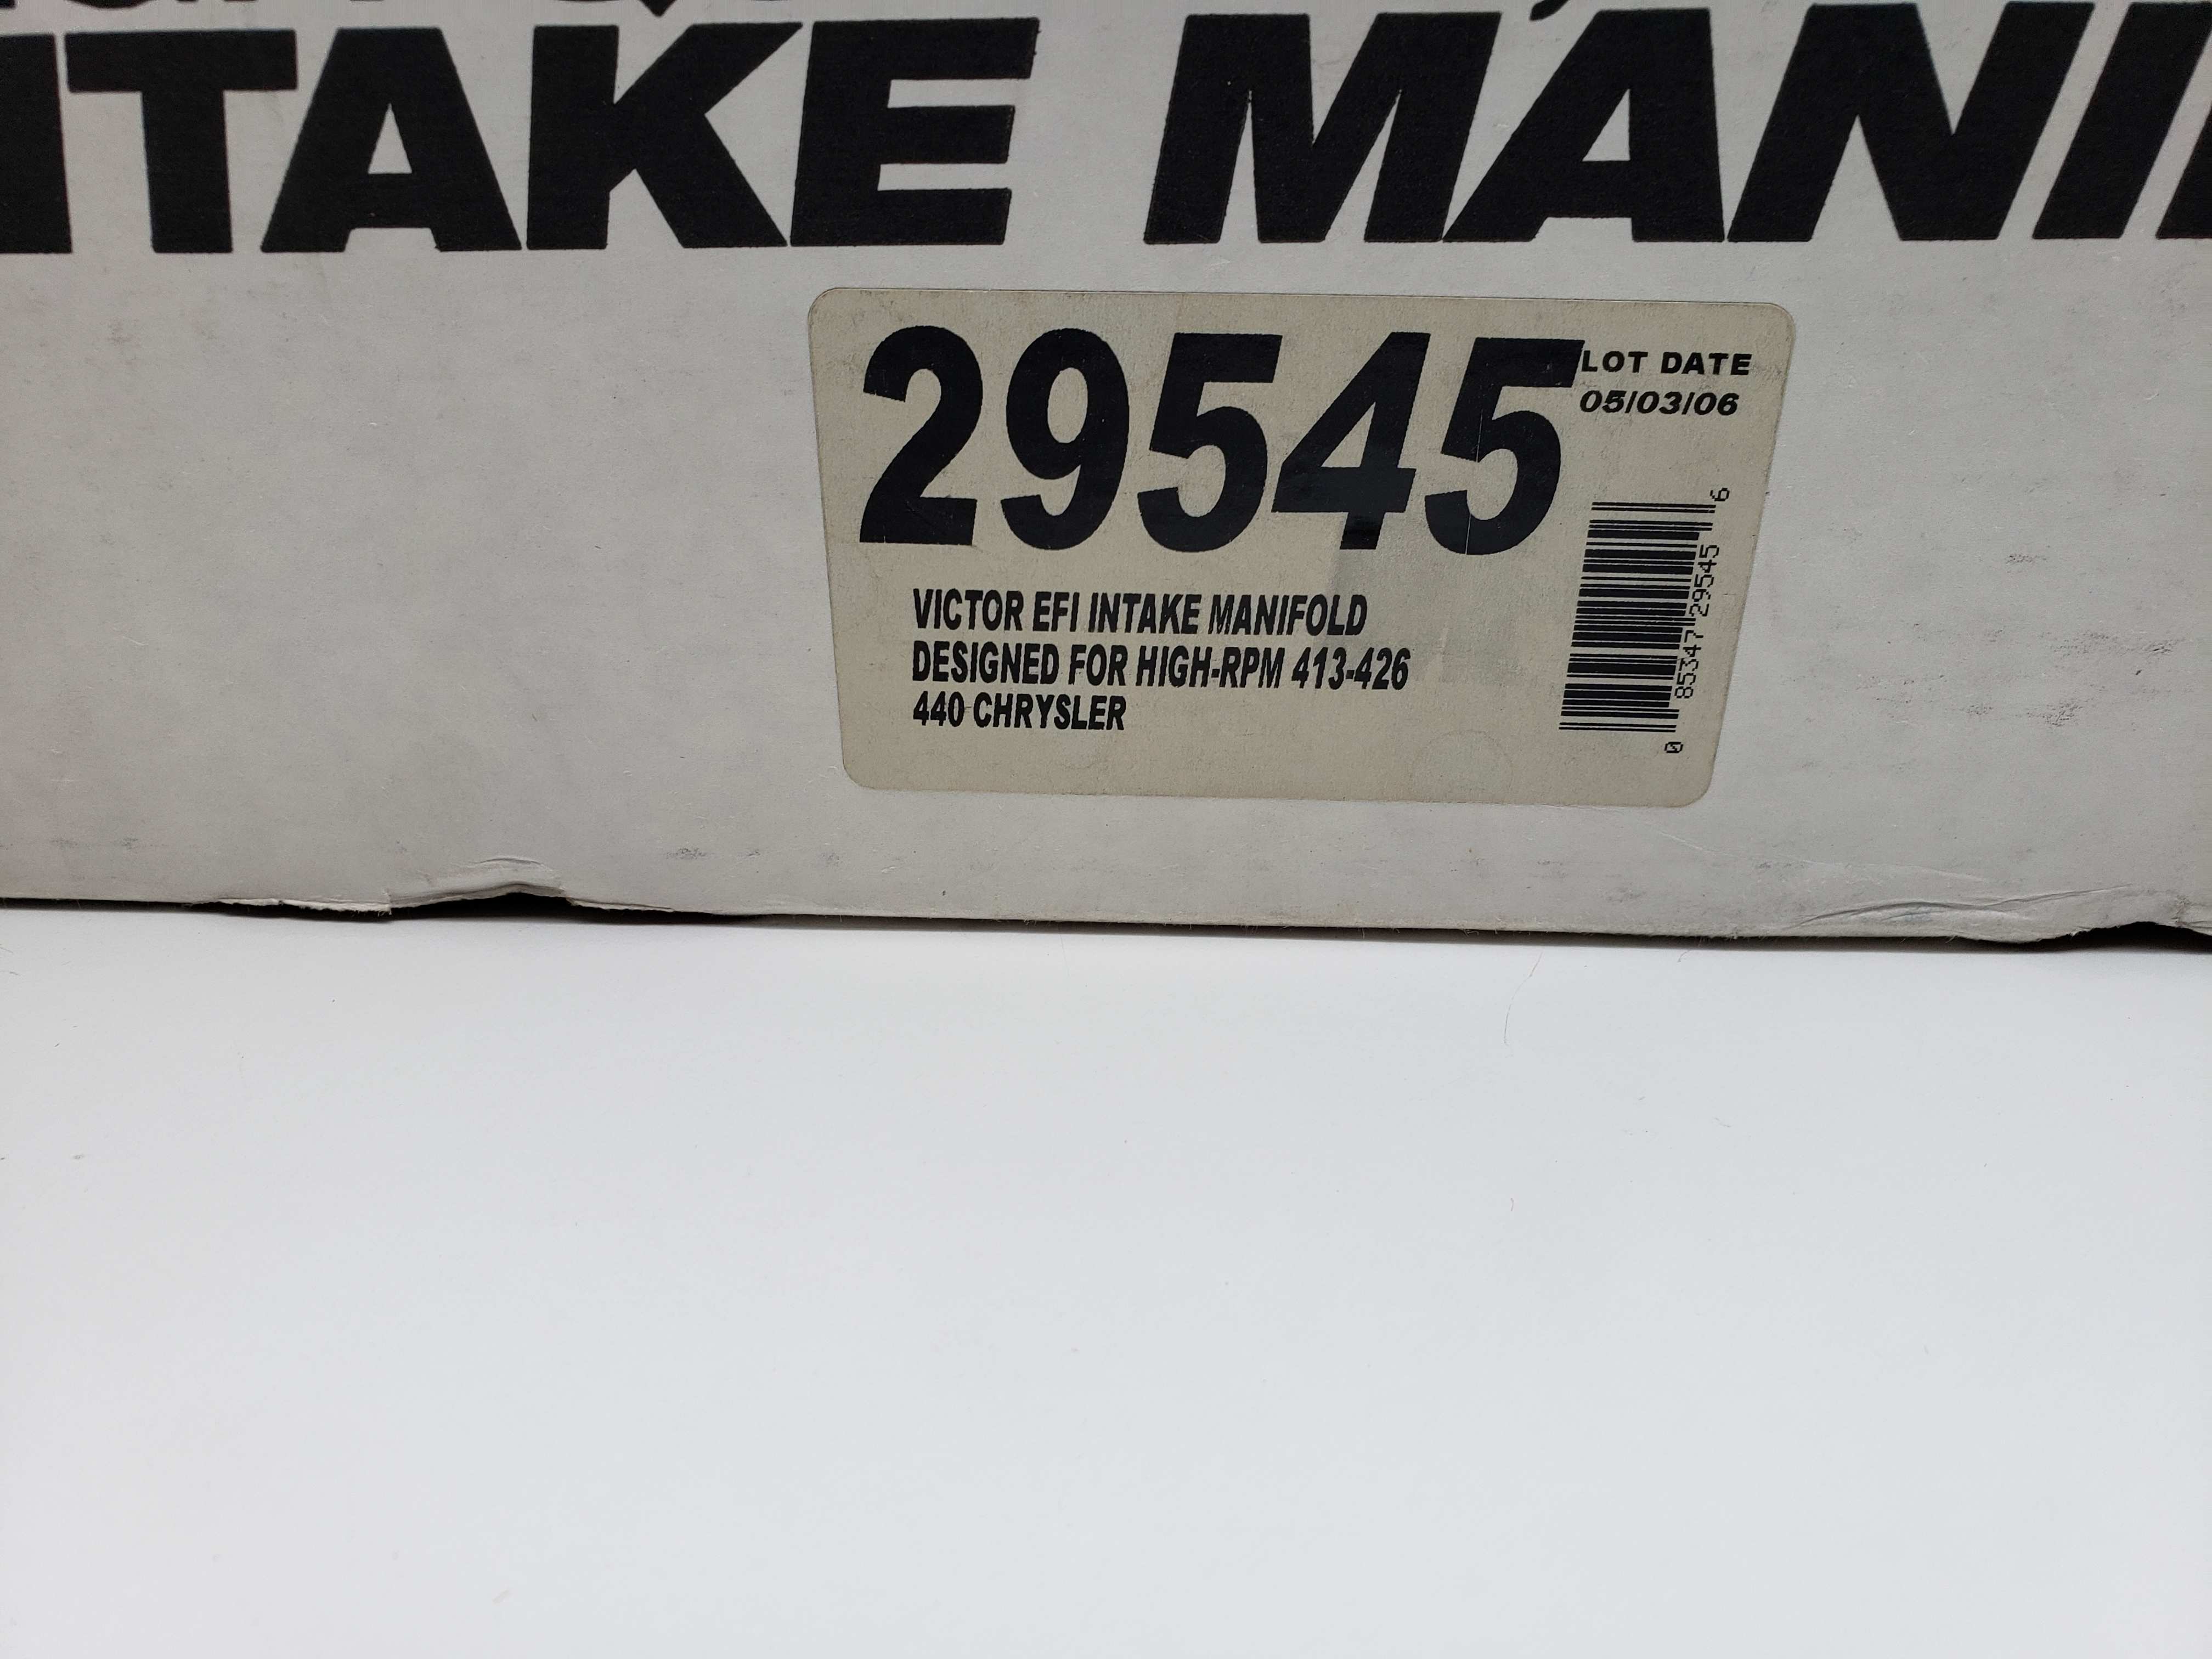 NTAKE MANI
29545
LOT DATE
05/03/06
VICTOR EFI INTAKE MANIFOLD
DESIGNED FOR HIGH-RPM 413-426
440 CHRYSLER
0 85347 29545 6